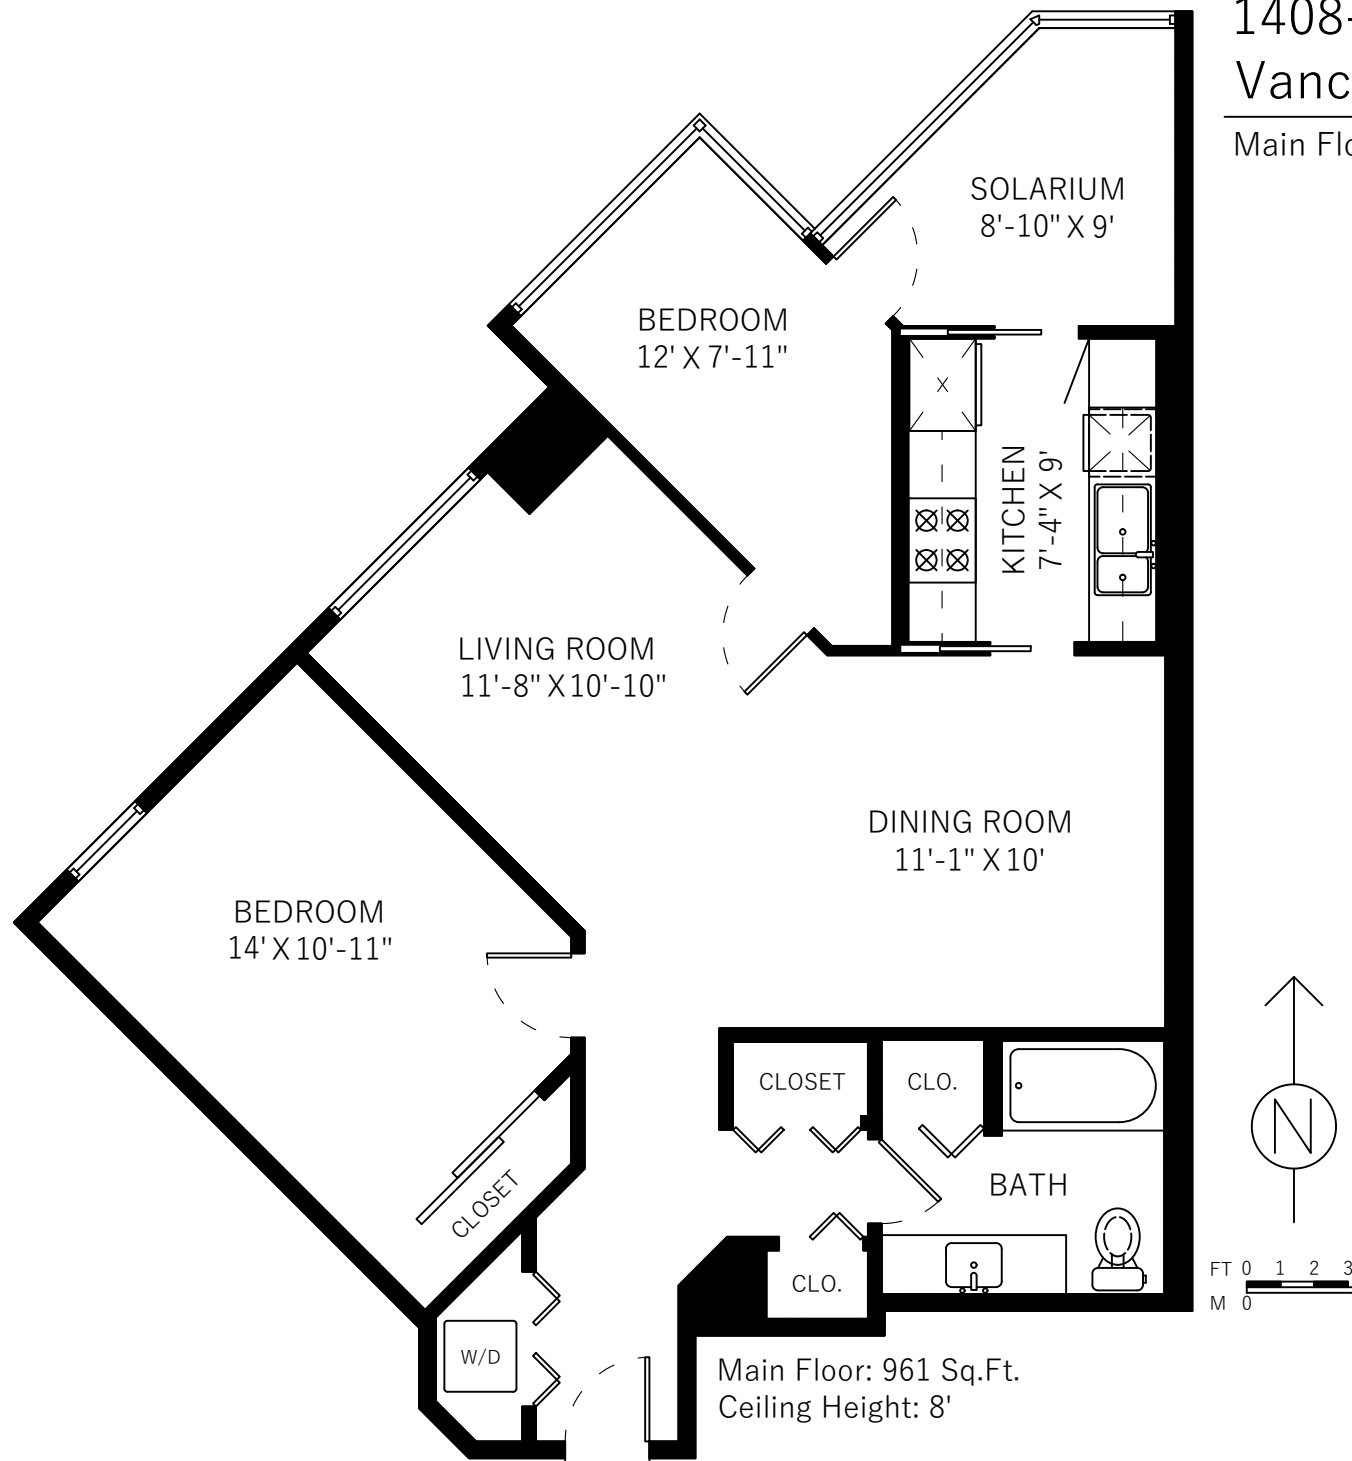 1408-
Vanc
Main Flo
SOLARIUM
8'-10" X 9'
BEDROOM
12' X 7'-11"
X
KITCHEN
7'-4" X 9'
LIVING ROOM
11'-8" X 10'-10"
DINING ROOM
11'-1" X 10'
BEDROOM
14' X 10'-11"
CLOSET
CLO.
BATH
CLOSET
CLO.
W/D
N
FT 0 1 2 3
M 0
Main Floor: 961 Sq.Ft.
Ceiling Height: 8'